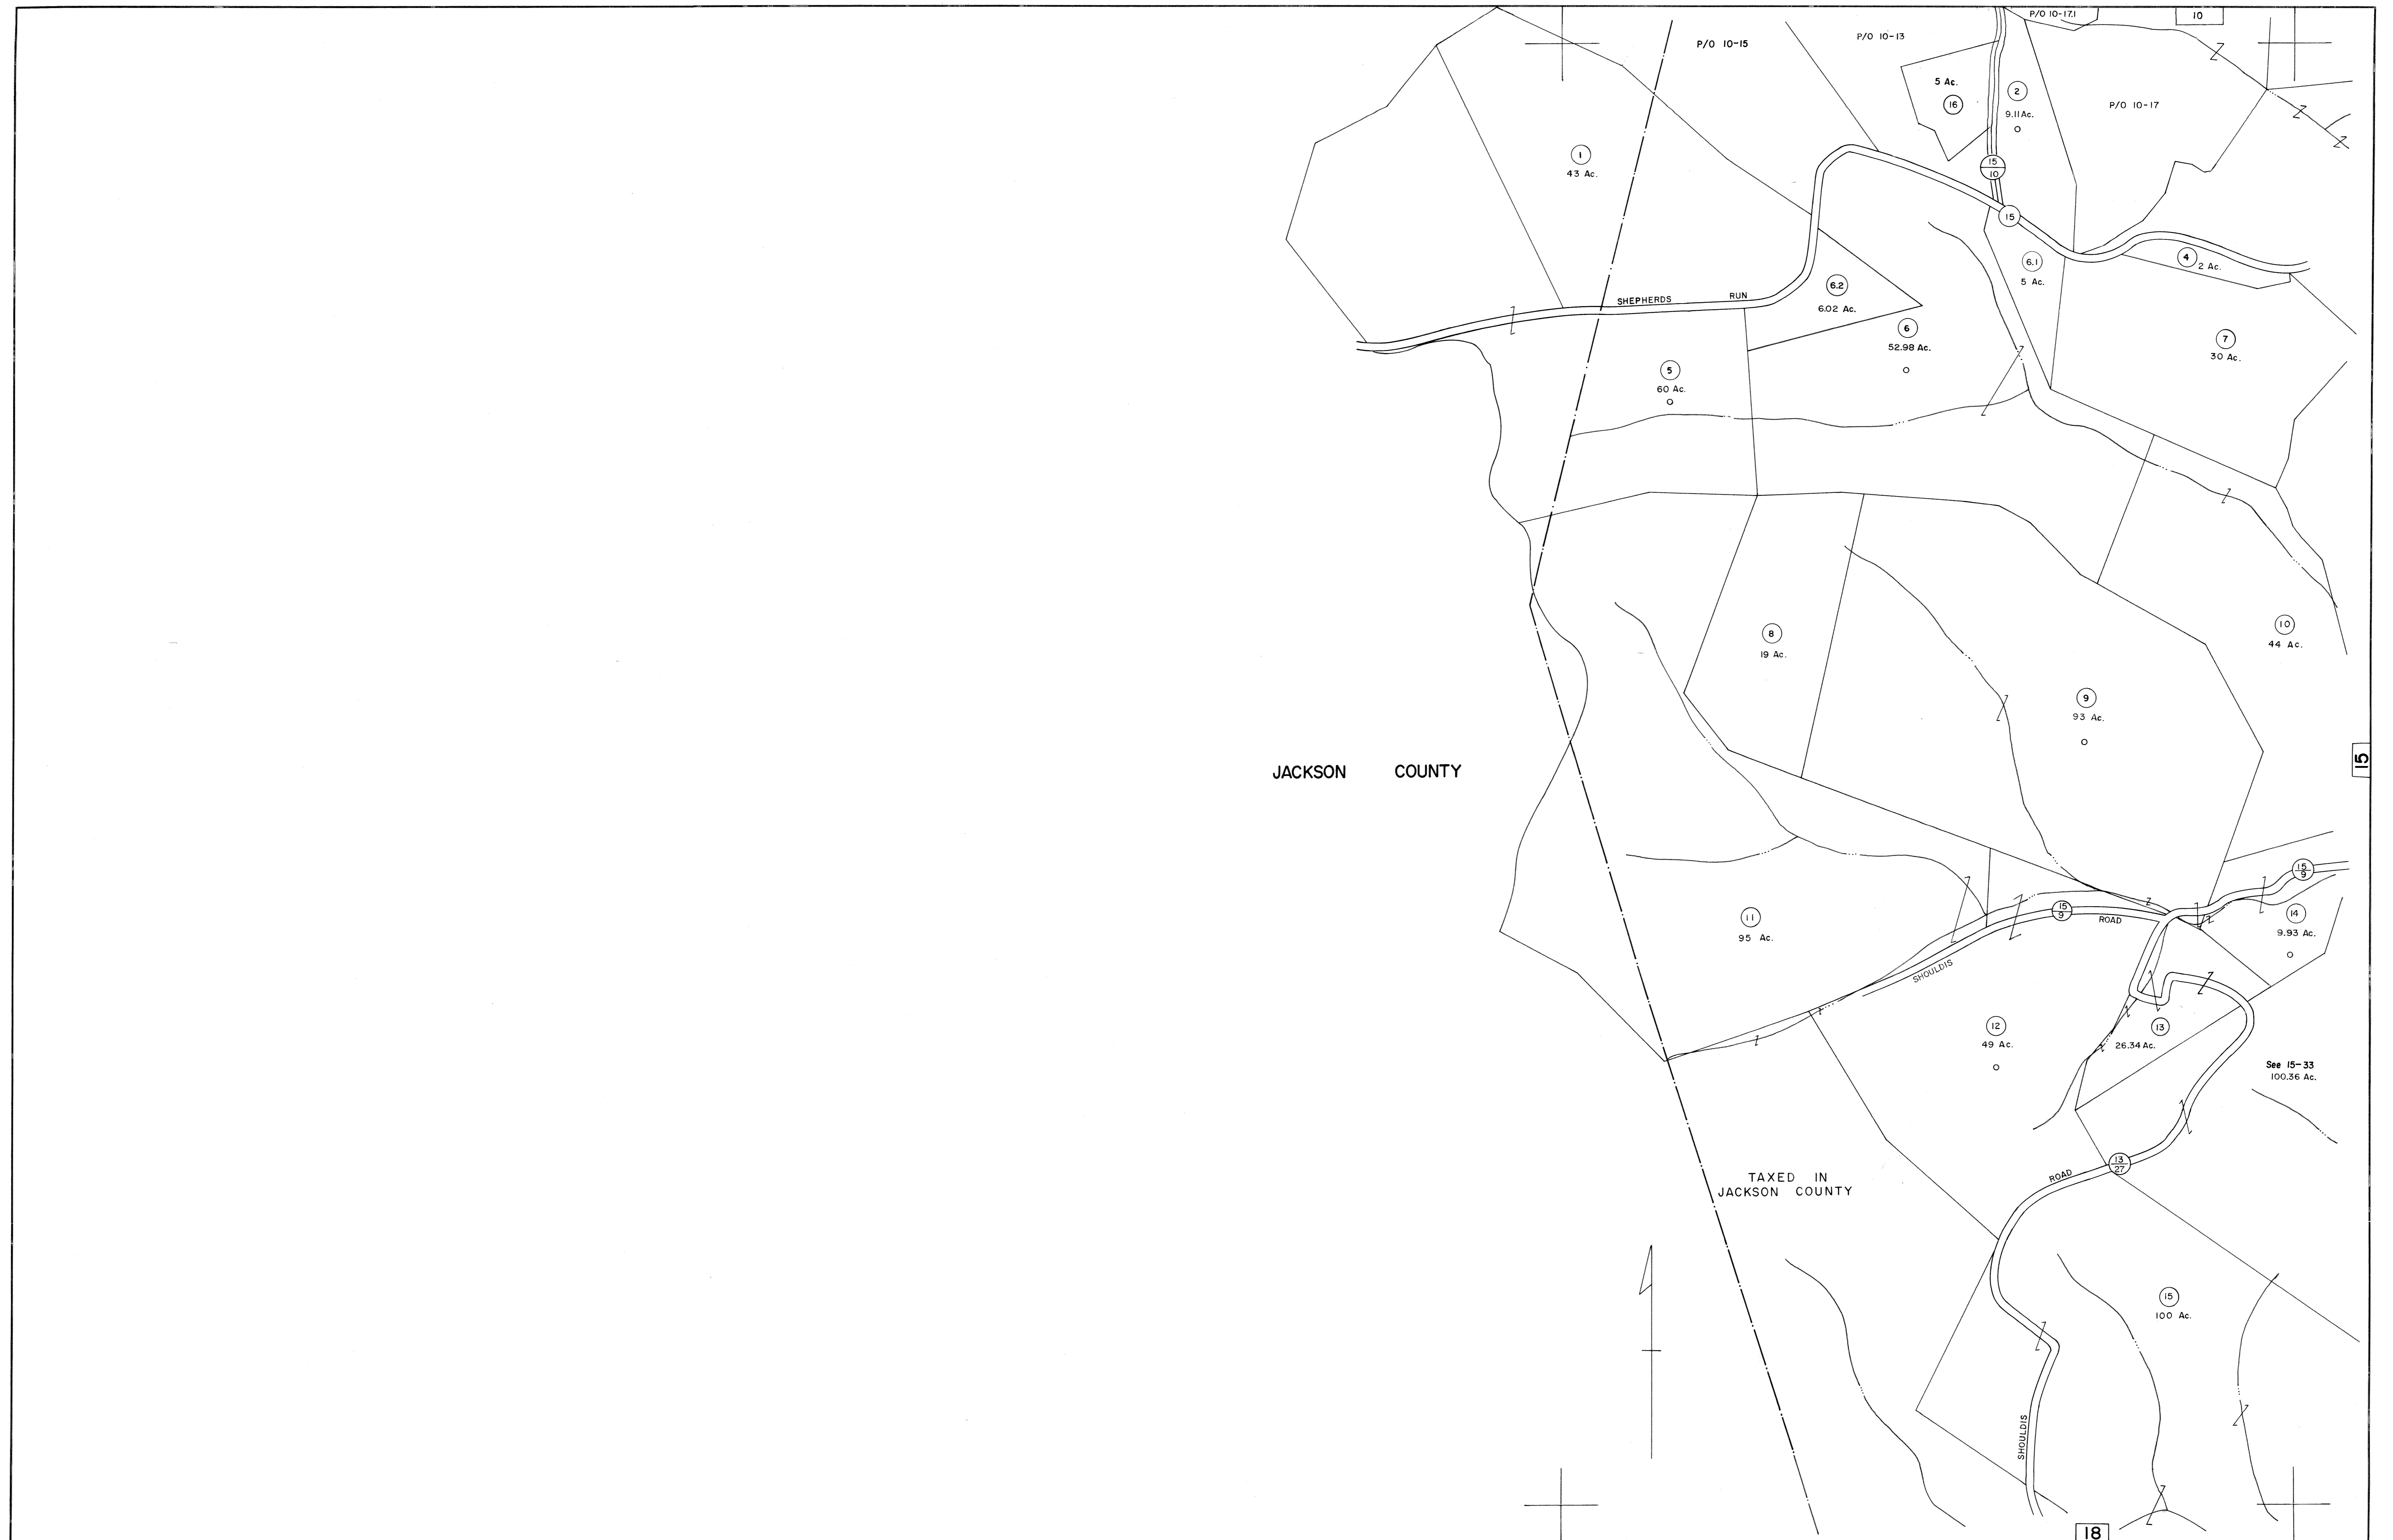 P/O 10-17.1
10
P/O 10-15
P/O 10-13
5 Ac.
16
2
9.11 Ac.
P/O 10-17
1
43 Ac.
15
10
15
6.1
5 Ac.
4
2 Ac.
6.2
6.02 Ac.
SHEPHERDS RUN
6
52.98 Ac.
7
30 Ac.
5
60 Ac.
8
19 Ac.
10
44 Ac.
9
93 Ac.
JACKSON COUNTY
15
15
9
11
95 Ac.
15
9
ROAD
SHOULDIS
14
9.93 Ac.
12
49 Ac.
13
26.34 Ac.
See 15-33
100.36 Ac.
13
27
ROAD
TAXED IN
JACKSON COUNTY
15
100 Ac.
SHOULDIS
18